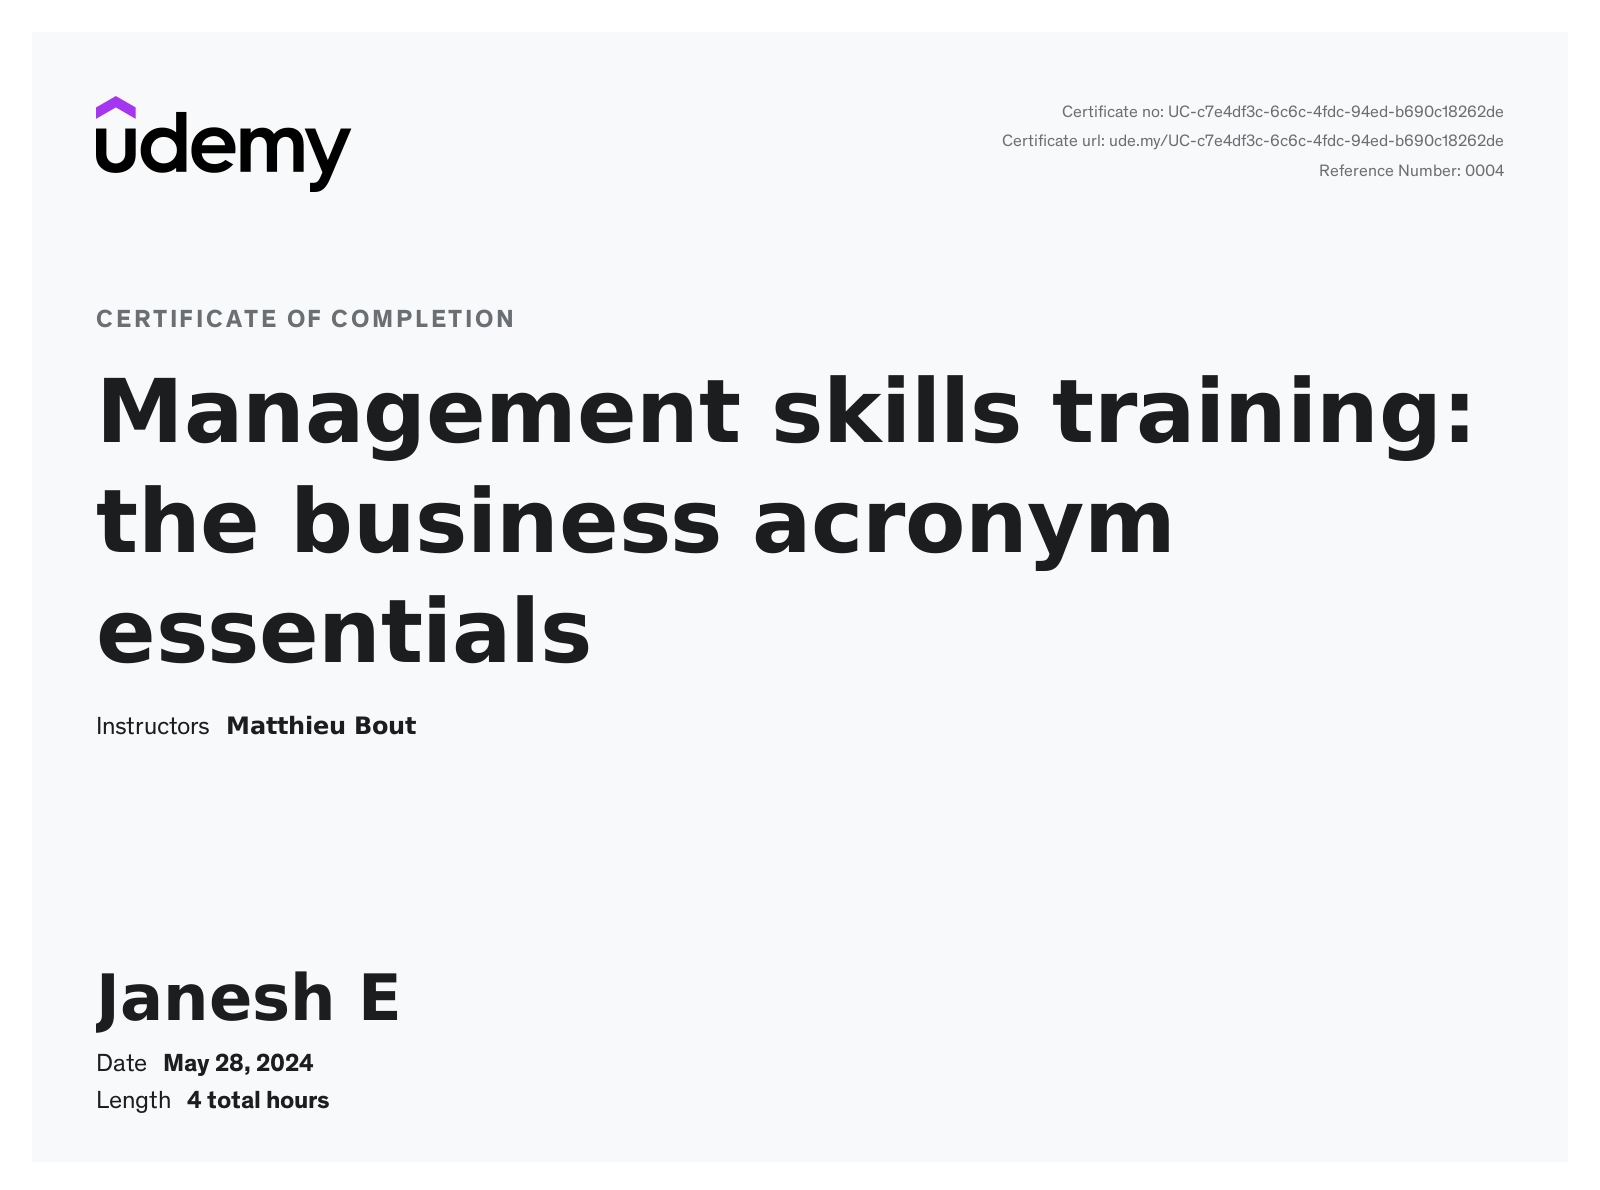 udemy
Certificate no: UC-c7e4df3c-6c6c-4fdc-94ed-b690c18262de
Certificate url: ude.my/UC-c7e4df3c-6c6c-4fdc-94ed-b690c18262de
Reference Number: 0004
CERTIFICATE OF COMPLETION
Management skills training:
the business acronym
essentials
Instructors Matthieu Bout
Janesh E
Date May 28, 2024
Length 4 total hours